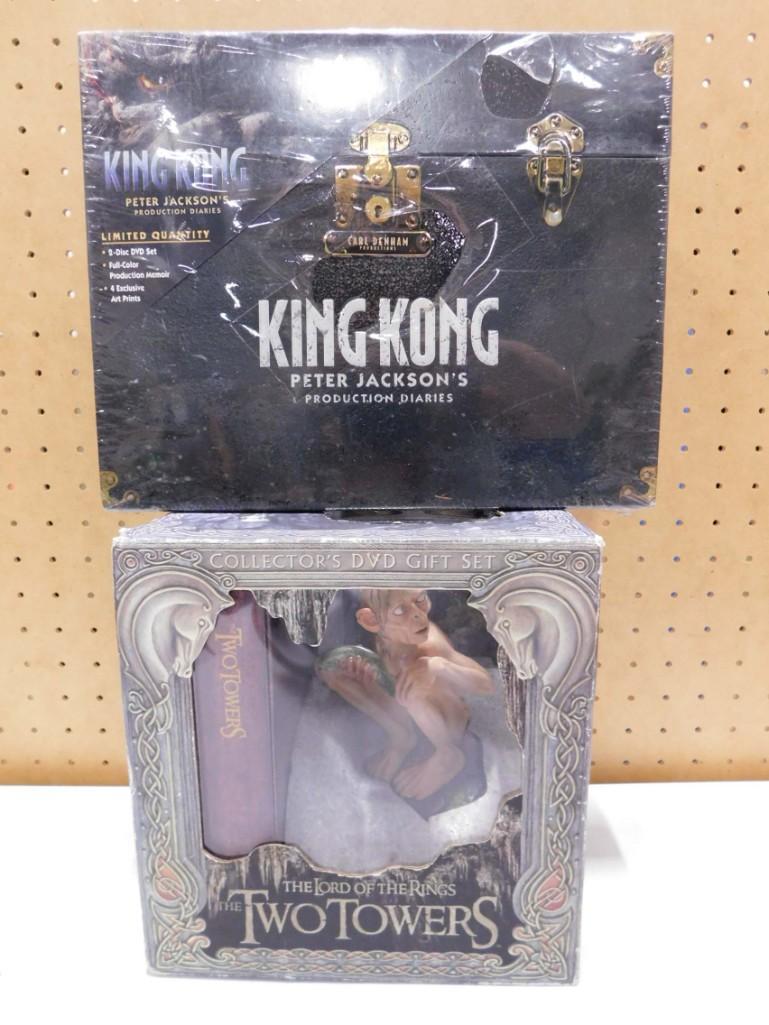 KING KONG
PETER JACKSON'S
PRODUCTION DIARIES
LIMITED QUANTITY
• 2-Disc DVD Set
• Full-Color
Production Memoir
• 4 Exclusive
Art Prints
CARL DENHAM
PRODUCTIONS
KING KONG
PETER JACKSON'S
PRODUCTION DIARIES
COLLECTOR'S DVD GIFT SET
TWO TOWERS
THE LORD OF THE RINGS
THE TWO TOWERS